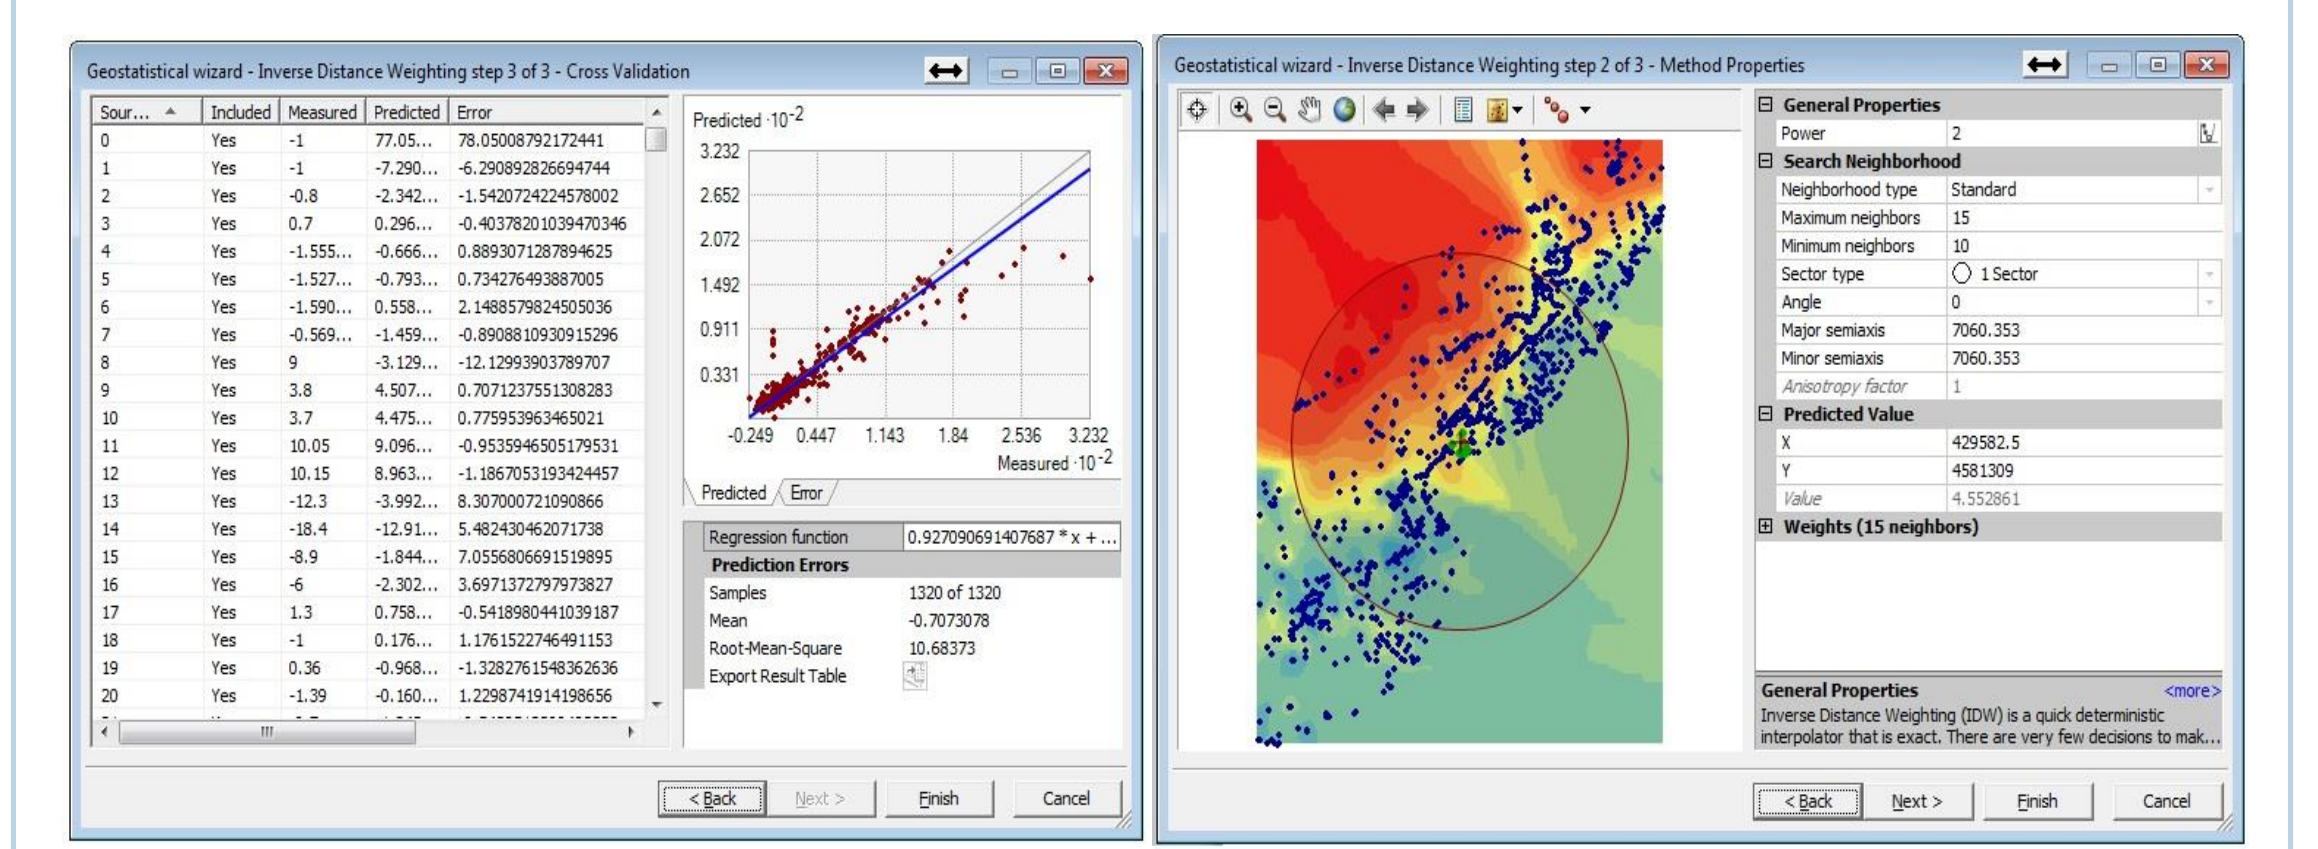 Geostatistical wizard - Inverse Distance Weighting step 3 of 3 - Cross Validation
Sour... Included Measured Predicted Error
0 Yes -1 77.05... 78.05008792172441
1 Yes -1 -7.290... -6.290892826694744
2 Yes -0.8 -2.342... -1.5420724224578002
3 Yes 0.7 0.296... -0.40378201039470346
4 Yes -1.555... -0.666... 0.8893071287894625
5 Yes -1.527... -0.793... 0.734276493887005
6 Yes -1.590... 0.558... 2.1488579824505036
7 Yes -0.569... -1.459... -0.8908810930915296
8 Yes 9 -3.129... -12.12993903789707
9 Yes 3.8 4.507... 0.7071237551308283
10 Yes 3.7 4.475... 0.775953963465021
11 Yes 10.05 9.096... -0.95359465505179531
12 Yes 10.15 8.963... -1.1867053193424457
13 Yes -12.3 -3.992... 8.307000721090866
14 Yes -18.4 -12.91... 5.482430462071738
15 Yes -8.9 -1.844... 7.0556806691519895
16 Yes -6 -2.302... 3.6971372797973827
17 Yes 1.3 0.758... -0.5418980441039187
18 Yes -1 0.176... 1.1761522746491153
19 Yes 0.36 -0.968... -1.3282761548362636
20 Yes -1.39 -0.160... 1.2298741914198656
Predicted ·10-2
3.232
2.652
2.072
1.492
0.911
0.331
-0.249 0.447 1.143 1.84 2.536 3.232
Measured ·10-2
Predicted Error
Regression function 0.927090691407687 * x + ...
Prediction Errors
Samples 1320 of 1320
Mean -0.7073078
Root-Mean-Square 10.68373
Export Result Table
< Back Next > Finish Cancel
Geostatistical wizard - Inverse Distance Weighting step 2 of 3 - Method Properties
General Properties
Power 2
Search Neighborhood
Neighborhood type Standard
Maximum neighbors 15
Minimum neighbors 10
Sector type 1 Sector
Angle 0
Major semiaxis 7060.353
Minor semiaxis 7060.353
Anisotropy factor 1
Predicted Value
X 429582.5
Y 4581309
Value 4.552861
Weights (15 neighbors)
General Properties <more>
Inverse Distance Weighting (IDW) is a quick deterministic
interpolator that is exact. There are very few decisions to mak...
< Back Next > Finish Cancel